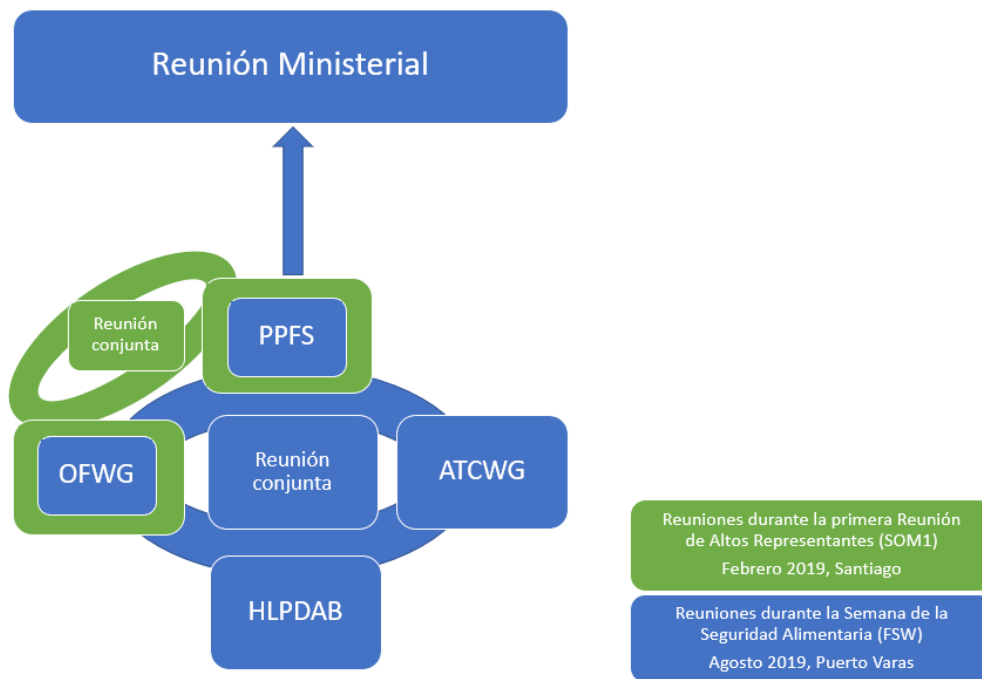 Reunión Ministerial
Reunión
conjunta
PPFS
OFWG
Reunión
conjunta
ATCWG
HLPDAB
Reuniones durante la primera Reunión
de Altos Representantes (SOM1)
Febrero 2019, Santiago
Reuniones durante la Semana de la
Seguridad Alimentaria (FSW)
Agosto 2019, Puerto Varas